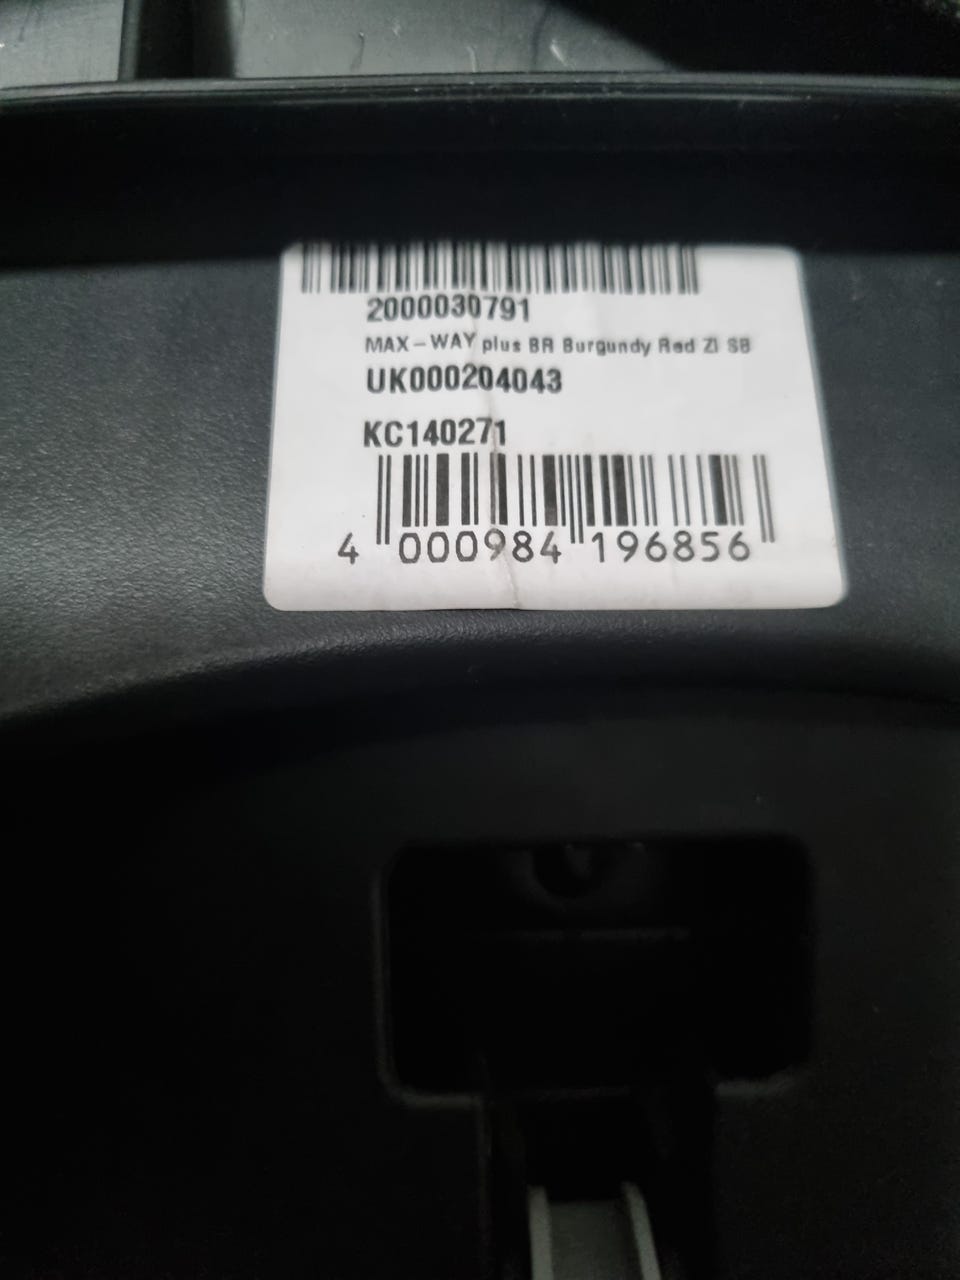 2000030791
MAX-WAY plus BR Burgundy Red ZI SB
UK000204043
KC140271
4 000984 196856